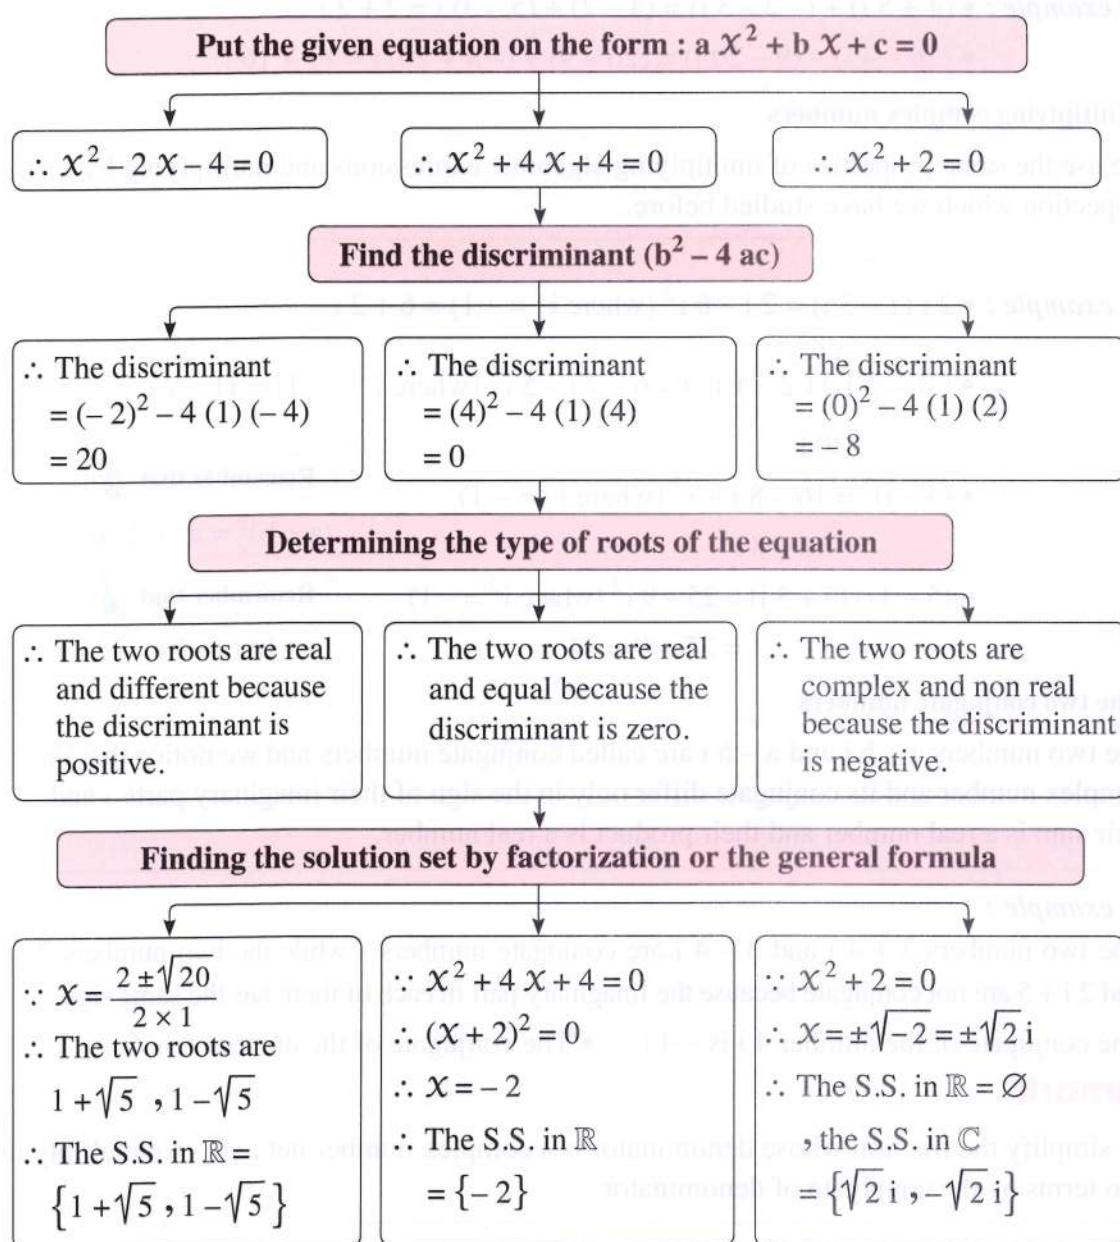 Put the given equation on the form : a x² + b x + c = 0
∴ x² - 2 x - 4 = 0
∴ x² + 4 x + 4 = 0
∴ x² + 2 = 0
Find the discriminant (b² – 4 ac)
∴ The discriminant
= (– 2)² – 4 (1) (– 4)
= 20
∴ The discriminant
= (4)² – 4 (1) (4)
= 0
∴ The discriminant
= (0)² – 4 (1) (2)
= – 8
Determining the type of roots of the equation
∴ The two roots are real
and different because
the discriminant is
positive.
∴ The two roots are real
and equal because the
discriminant is zero.
∴ The two roots are
complex and non real
because the discriminant
is negative.
Finding the solution set by factorization or the general formula
∵ x = (2 ± √20) / (2 × 1)
∴ The two roots are
1 + √5 , 1 – √5
∴ The S.S. in ℝ =
{1 + √5 , 1 – √5}
∵ x² + 4 x + 4 = 0
∴ (x + 2)² = 0
∴ x = – 2
∴ The S.S. in ℝ
= {– 2}
∵ x² + 2 = 0
∴ x = ± √–2 = ± √2 i
∴ The S.S. in ℝ = ∅
, the S.S. in ℂ
= {√2 i , – √2 i}